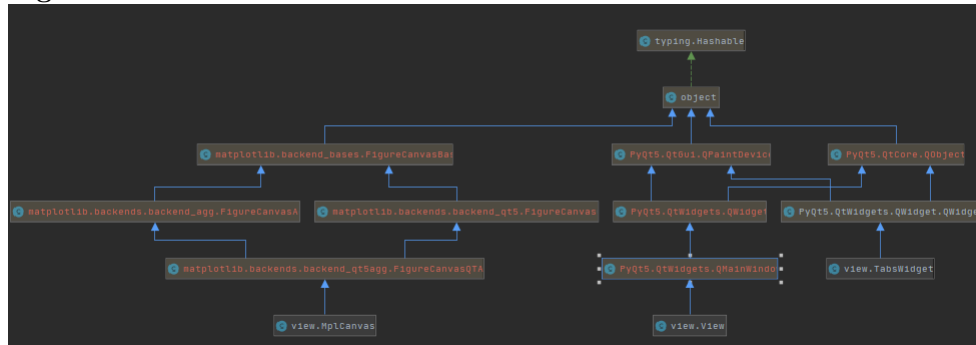 typing.Hashable
object
matplotlib.backend_bases.FigureCanvasBa
PyQt5.QtGui.QPaintDevic
PyQt5.QtCore.QObject
matplotlib.backends.backend_agg.FigureCanvasA
matplotlib.backends.backend_qt5.FigureCanvas
PyQt5.QtWidgets.QWidget
PyQt5.QtWidgets.QWidget.QWidge
matplotlib.backends.backend_qt5agg.FigureCanvasQTA
PyQt5.QtWidgets.QMainWindo
view.TabsWidget
view.MplCanvas
view.View